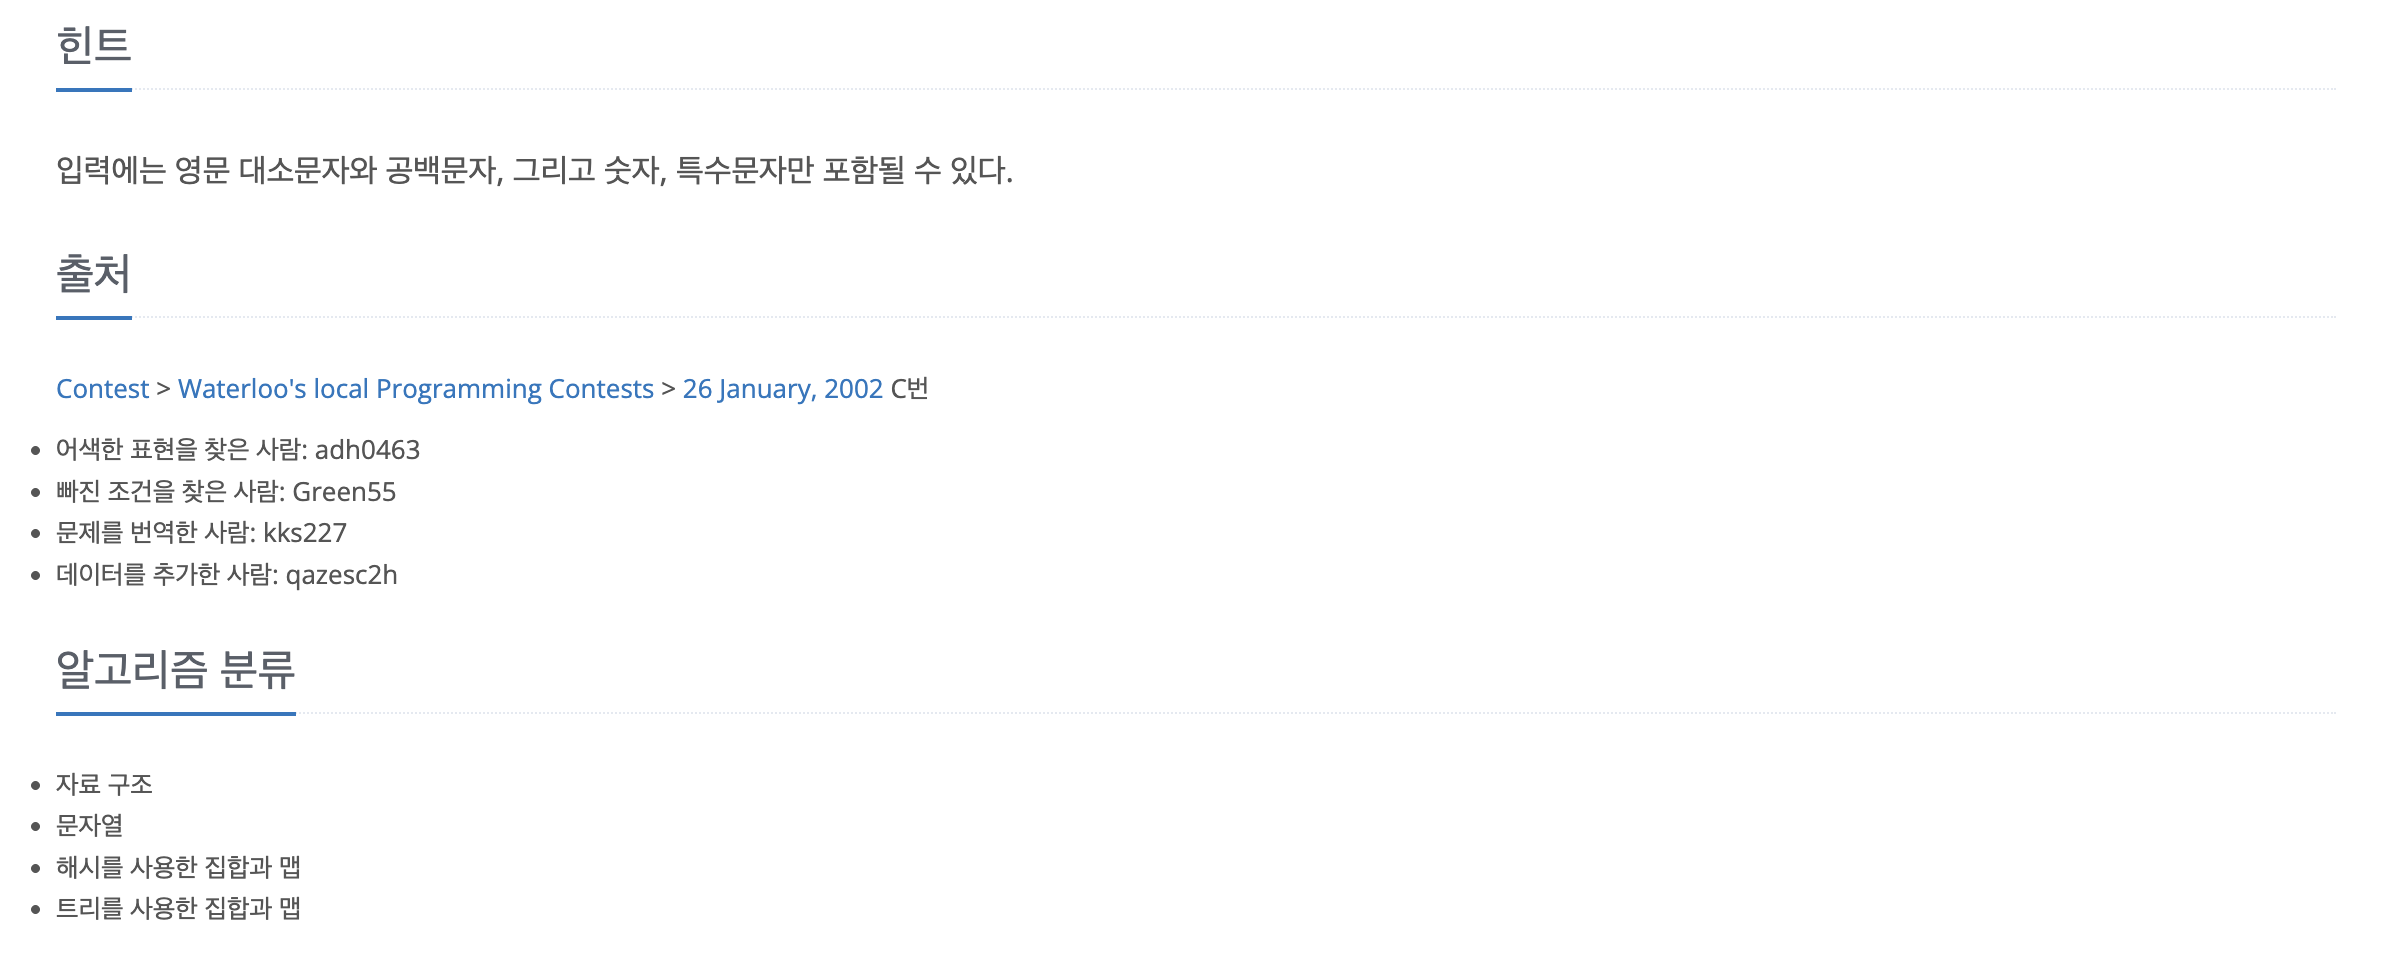 힌트
입력에는 영문 대소문자와 공백문자, 그리고 숫자, 특수문자만 포함될 수 있다.
출처
Contest > Waterloo's local Programming Contests > 26 January, 2002 C번
어색한 표현을 찾은 사람: adh0463
빠진 조건을 찾은 사람: Green55
문제를 번역한 사람: kks227
데이터를 추가한 사람: qazesc2h
알고리즘 분류
자료 구조
문자열
해시를 사용한 집합과 맵
트리를 사용한 집합과 맵